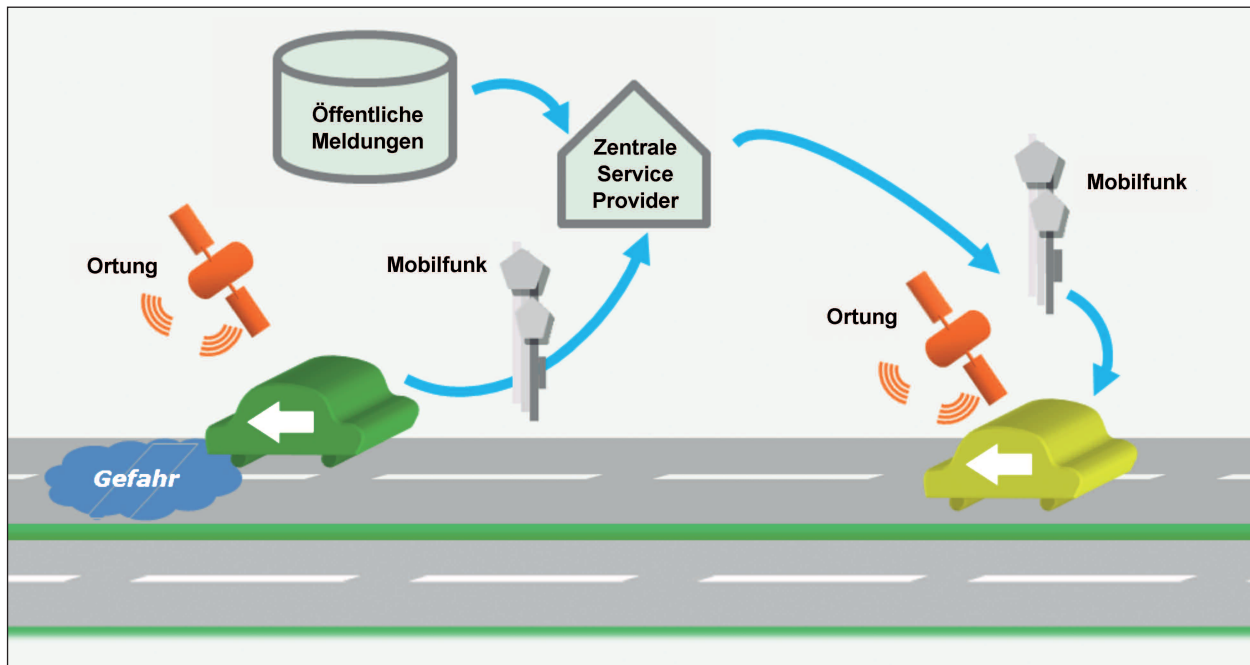 Öffentliche
Meldungen
Zentrale
Service
Provider
Mobilfunk
Ortung
Mobilfunk
Ortung
Gefahr